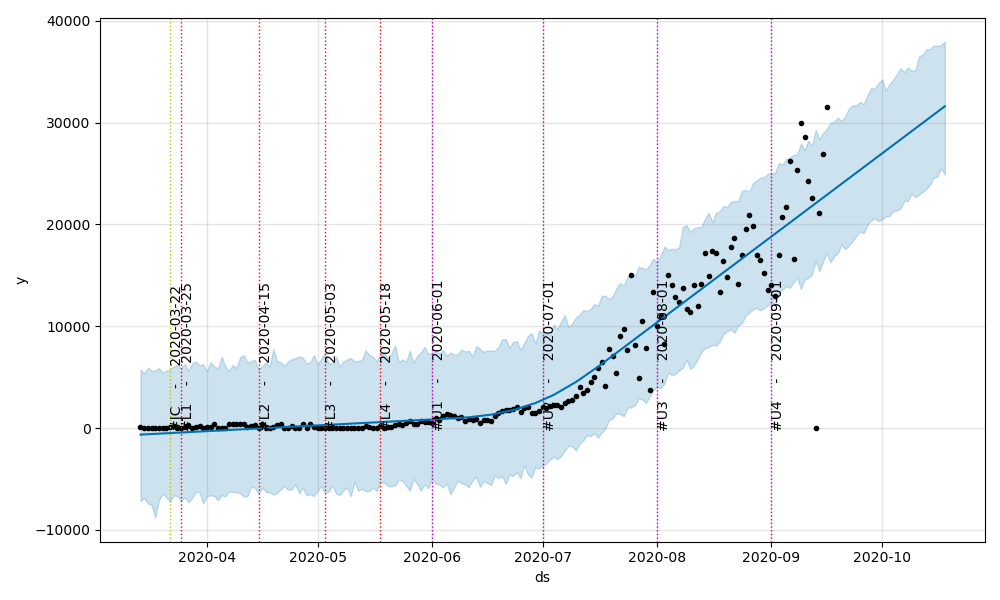 40000
30000
20000
10000
0
−10000
y
#JC - 2020-03-22
#L1 - 2020-03-25
#L2 - 2020-04-15
#L3 - 2020-05-03
#L4 - 2020-05-18
#U1 - 2020-06-01
#U2 - 2020-07-01
#U3 - 2020-08-01
#U4 - 2020-09-01
2020-04
2020-05
2020-06
2020-07
2020-08
2020-09
2020-10
ds